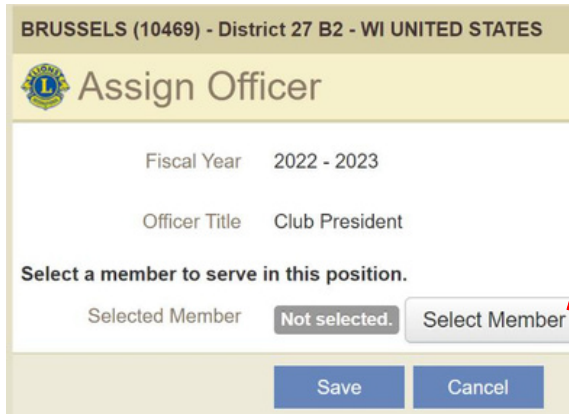 BRUSSELS (10469) - District 27 B2 - WI UNITED STATES
Assign Officer
Fiscal Year 2022 - 2023
Officer Title Club President
Select a member to serve in this position.
Selected Member Not selected. Select Member
Save Cancel